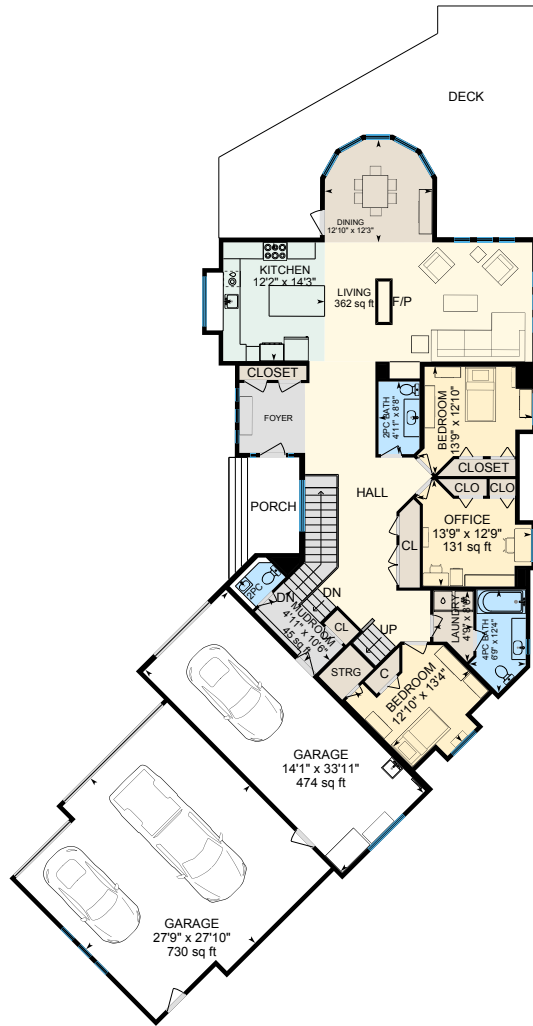 DECK
DINING
12'10" x 12'3"
KITCHEN
12'2" x 14'3"
LIVING
362 sq ft
F/P
CLOSET
FOYER
2PC BATH
4'11" x 8'8"
BEDROOM
13'9" x 12'10"
CLOSET
CLO
CLO
PORCH
HALL
OFFICE
13'9" x 12'9"
131 sq ft
CL
DN
DN
MUDROOM
4'11" x 10'6"
45 sq ft
CL
UP
LAUNDRY
4PC BATH
6'9" x 12'4"
STRG
C
BEDROOM
12'10" x 13'4"
GARAGE
14'1" x 33'11"
474 sq ft
GARAGE
27'9" x 27'10"
730 sq ft